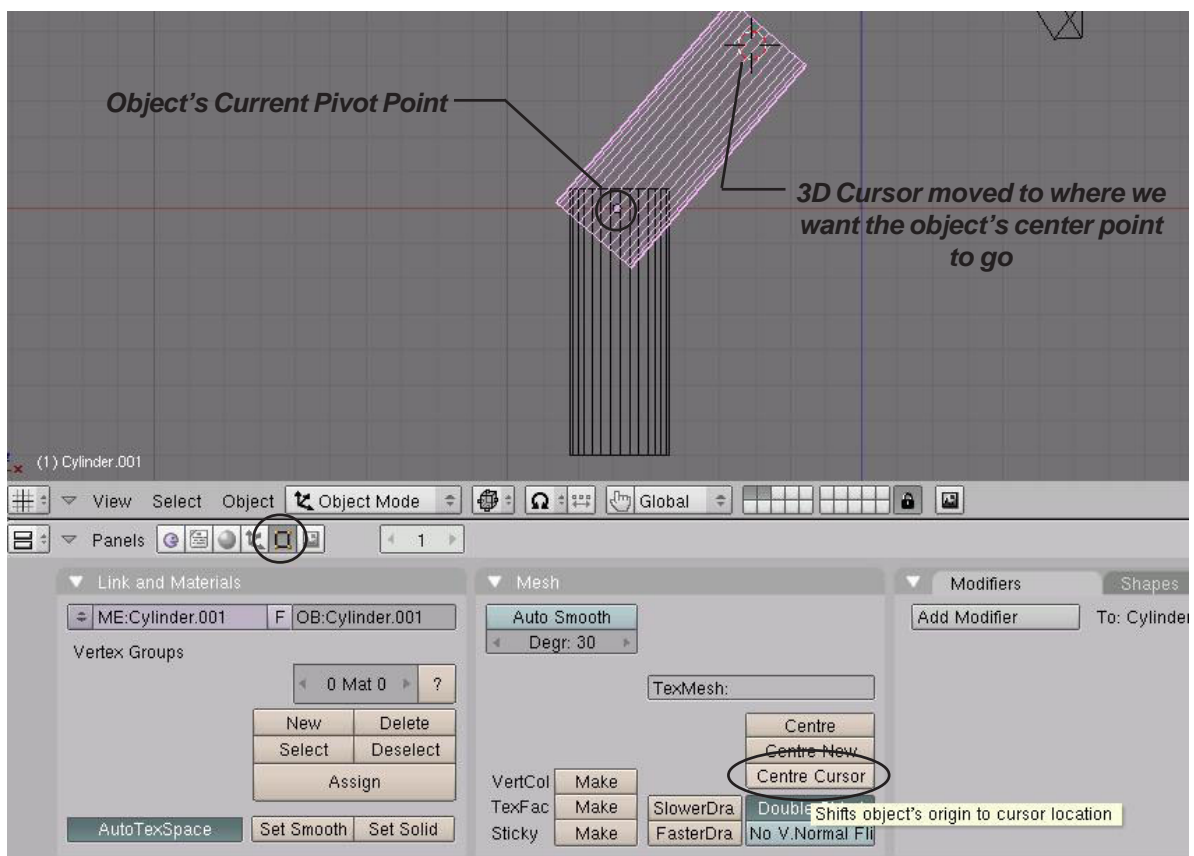 Object's Current Pivot Point
3D Cursor moved to where we
want the object's center point
to go
(1) Cylinder.001
View Select Object Object Mode Global
Panels 1
Link and Materials
Mesh
Modifiers
Shapes
ME:Cylinder.001 F OB:Cylinder.001
Auto Smooth
Add Modifier To: Cylinder
Degr: 30
Vertex Groups
0 Mat 0 ?
TexMesh:
New Delete
Centre
Select Deselect
Centre New
Assign
VertCol Make
Centre Cursor
TexFac Make SlowerDra Double
Shifts object's origin to cursor location
AutoTexSpace Set Smooth Set Solid
Sticky Make FasterDra No V.Normal Fli